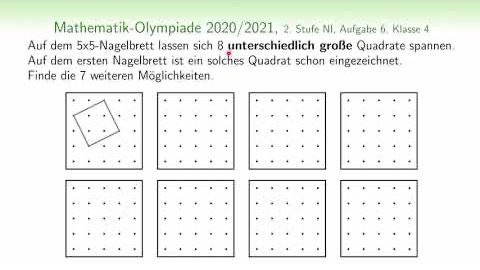 Mathematik-Olympiade 2020/2021, 2. Stufe NI, Aufgabe 6, Klasse 4
Auf dem 5x5-Nagelbrett lassen sich 8 unterschiedlich große Quadrate spannen.
Auf dem ersten Nagelbrett ist ein solches Quadrat schon eingezeichnet.
Finde die 7 weiteren Möglichkeiten.